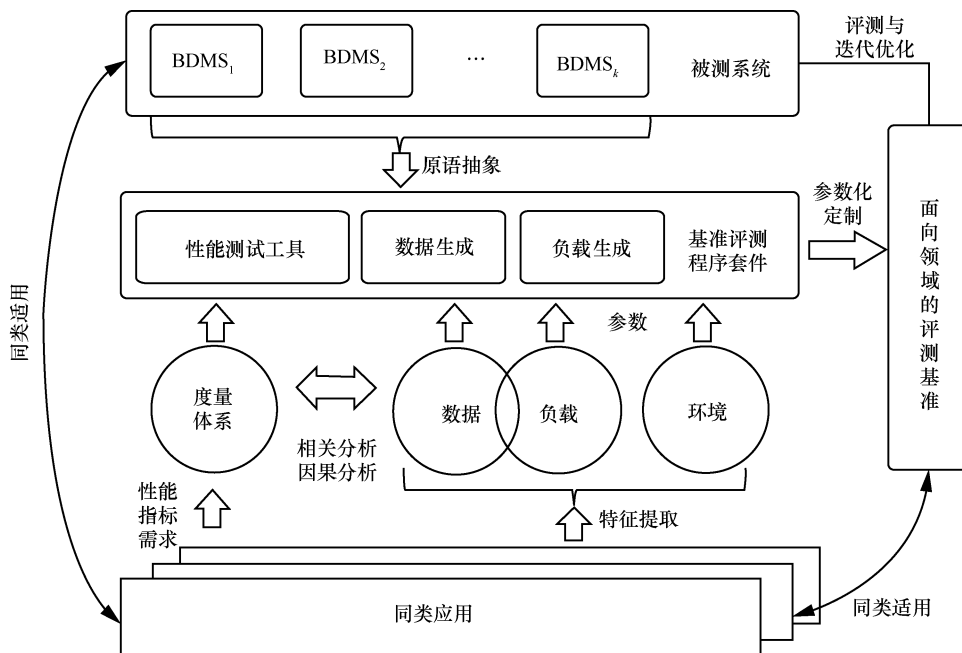 BDMS1
BDMS2
…
BDMSk
被测系统
评测与
迭代优化
原语抽象
性能测试工具
数据生成
负载生成
基准评测
程序套件
参数化
定制
面向领域的评测基准
同类适用
参数
度量
体系
数据
负载
环境
相关分析
因果分析
性能
指标
需求
特征提取
同类应用
同类适用